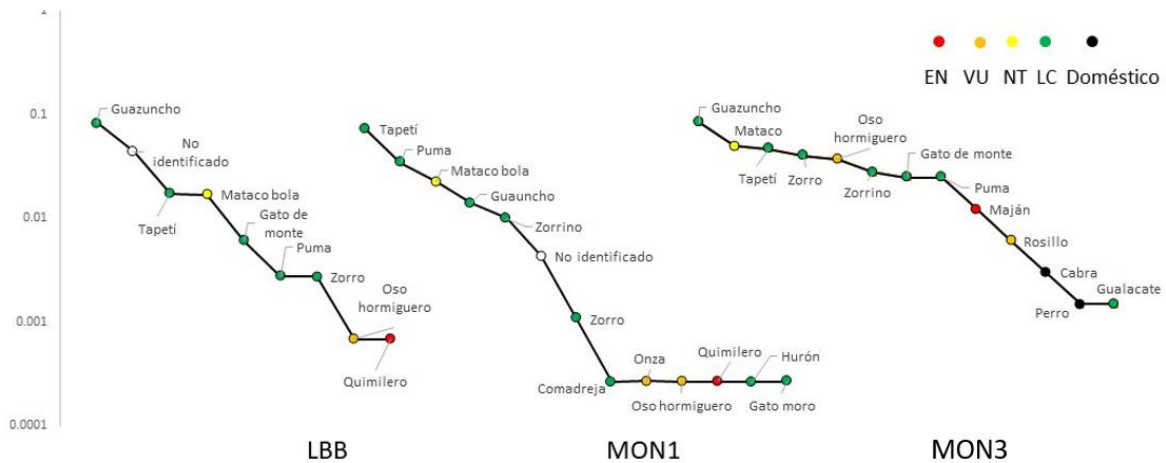 1
0.1
0.01
0.001
0.0001
EN VU NT LC Doméstico
Guazuncho
No
identificado
Tapetí
Mataco bola
Gato de
monte
Puma
Zorro
Oso
hormiguero
Quimilero
Tapetí
Puma
Mataco bola
Guauncho
Zorrino
No identificado
Zorro
Comadreja
Onza
Oso hormiguero
Quimilero
Hurón
Gato moro
Guazuncho
Mataco
Tapetí
Zorro
Oso
hormiguero
Zorrino
Gato de monte
Puma
Maján
Rosillo
Cabra
Perro
Gualacate
LBB
MON1
MON3